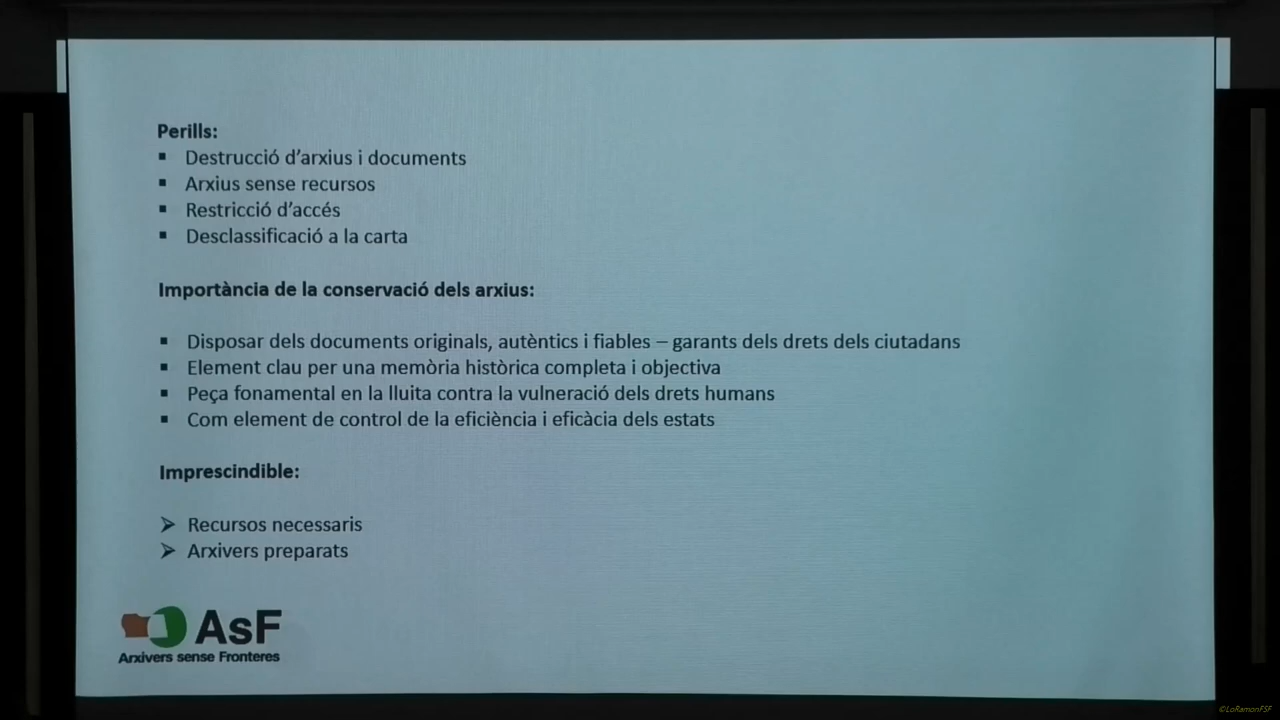 Perills:
▪ Destrucció d’arxius i documents
▪ Arxius sense recursos
▪ Restricció d’accés
▪ Desclassificació a la carta
Importància de la conservació dels arxius:
▪ Disposar dels documents originals, autèntics i fiables – garants dels drets dels ciutadans
▪ Element clau per una memòria històrica completa i objectiva
▪ Peça fonamental en la lluita contra la vulneració dels drets humans
▪ Com element de control de la eficiència i eficàcia dels estats
Imprescindible:
➢ Recursos necessaris
➢ Arxivers preparats
AsF
Arxivers sense Fronteres
©LoRamonFSF